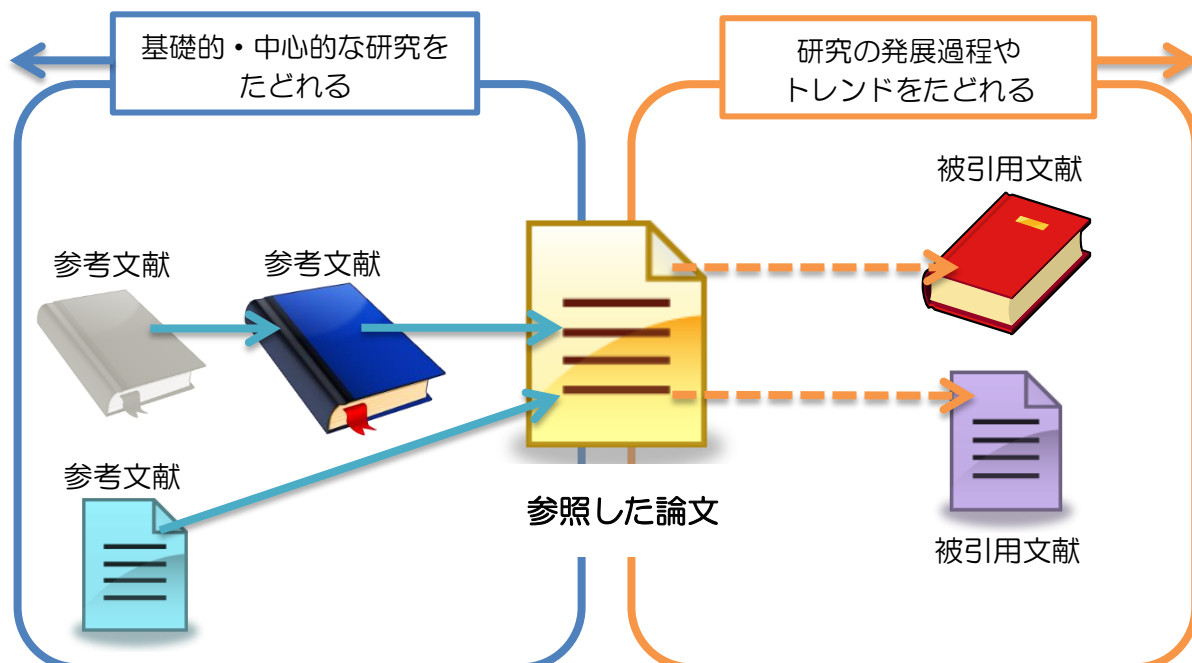 基礎的・中心的な研究を
たどれる
研究の発展過程や
トレンドをたどれる
被引用文献
参考文献
参考文献
参考文献
参照した論文
被引用文献